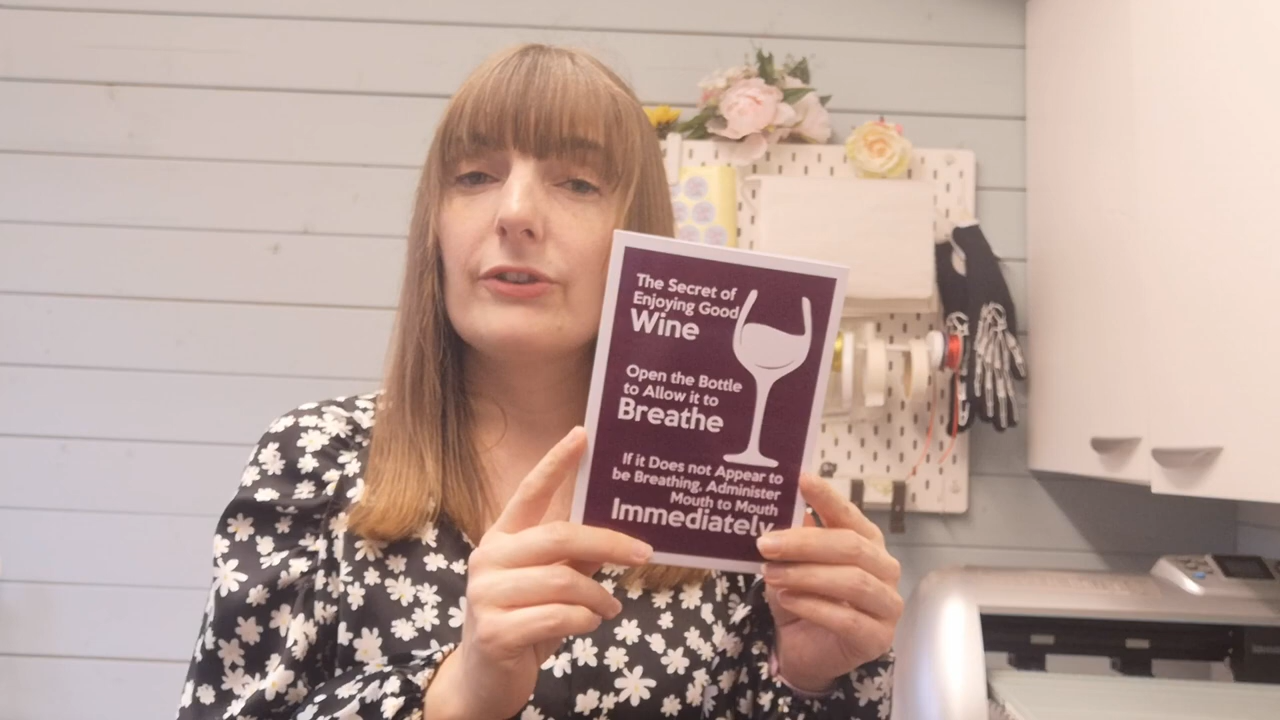 The Secret of
Enjoying Good
Wine
Open the Bottle
to Allow it to
Breathe
If it Does not Appear to
be Breathing, Administer
Mouth to Mouth
Immediately